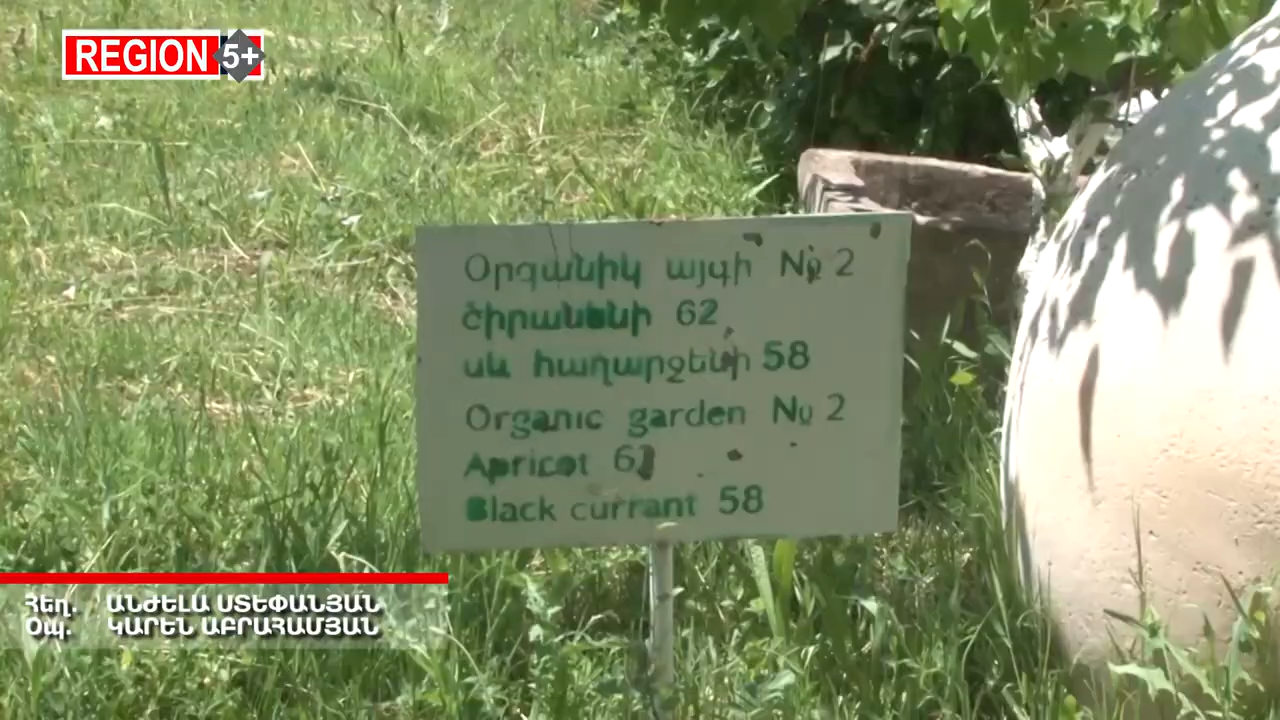 REGION 5+
Օրգանիկ այգի № 2
ծիրանենի 62
սև հաղարջենի 58
Organic garden № 2
Apricot 62
Black currant 58
Հեղ. ԱՆԺԵԼԱ ՍՏԵՓԱՆՅԱՆ
Օպ. ԿԱՐԵՆ ԱԲՐԱՀԱՄՅԱՆ